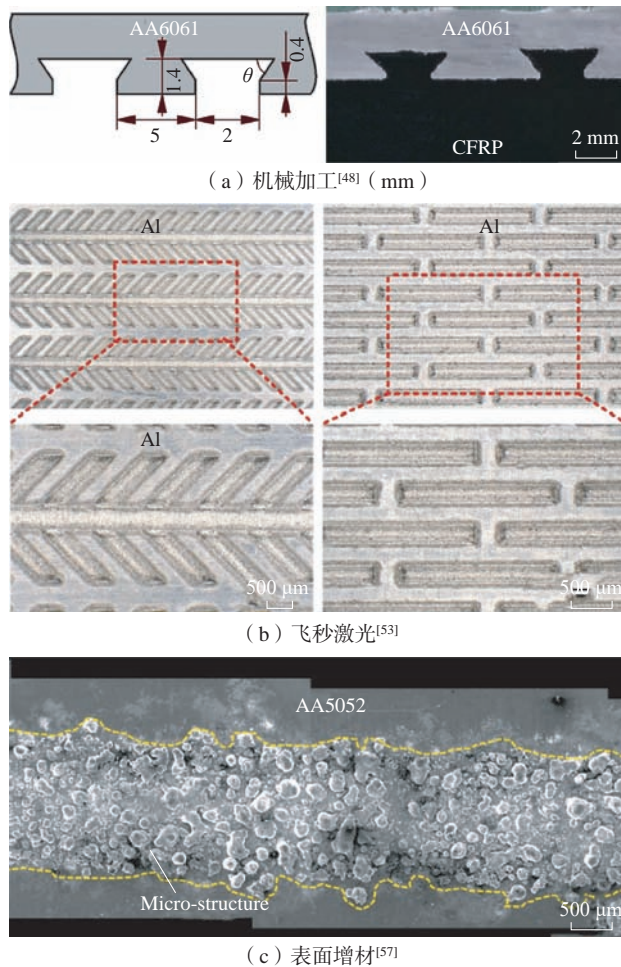 AA6061
1.4
θ
0.4
5
2
AA6061
CFRP
2 mm
（a）机械加工[48]（mm）
Al
Al
500 μm
500 μm
（b）飞秒激光[53]
AA5052
Micro-structure
500 μm
（c）表面增材[57]